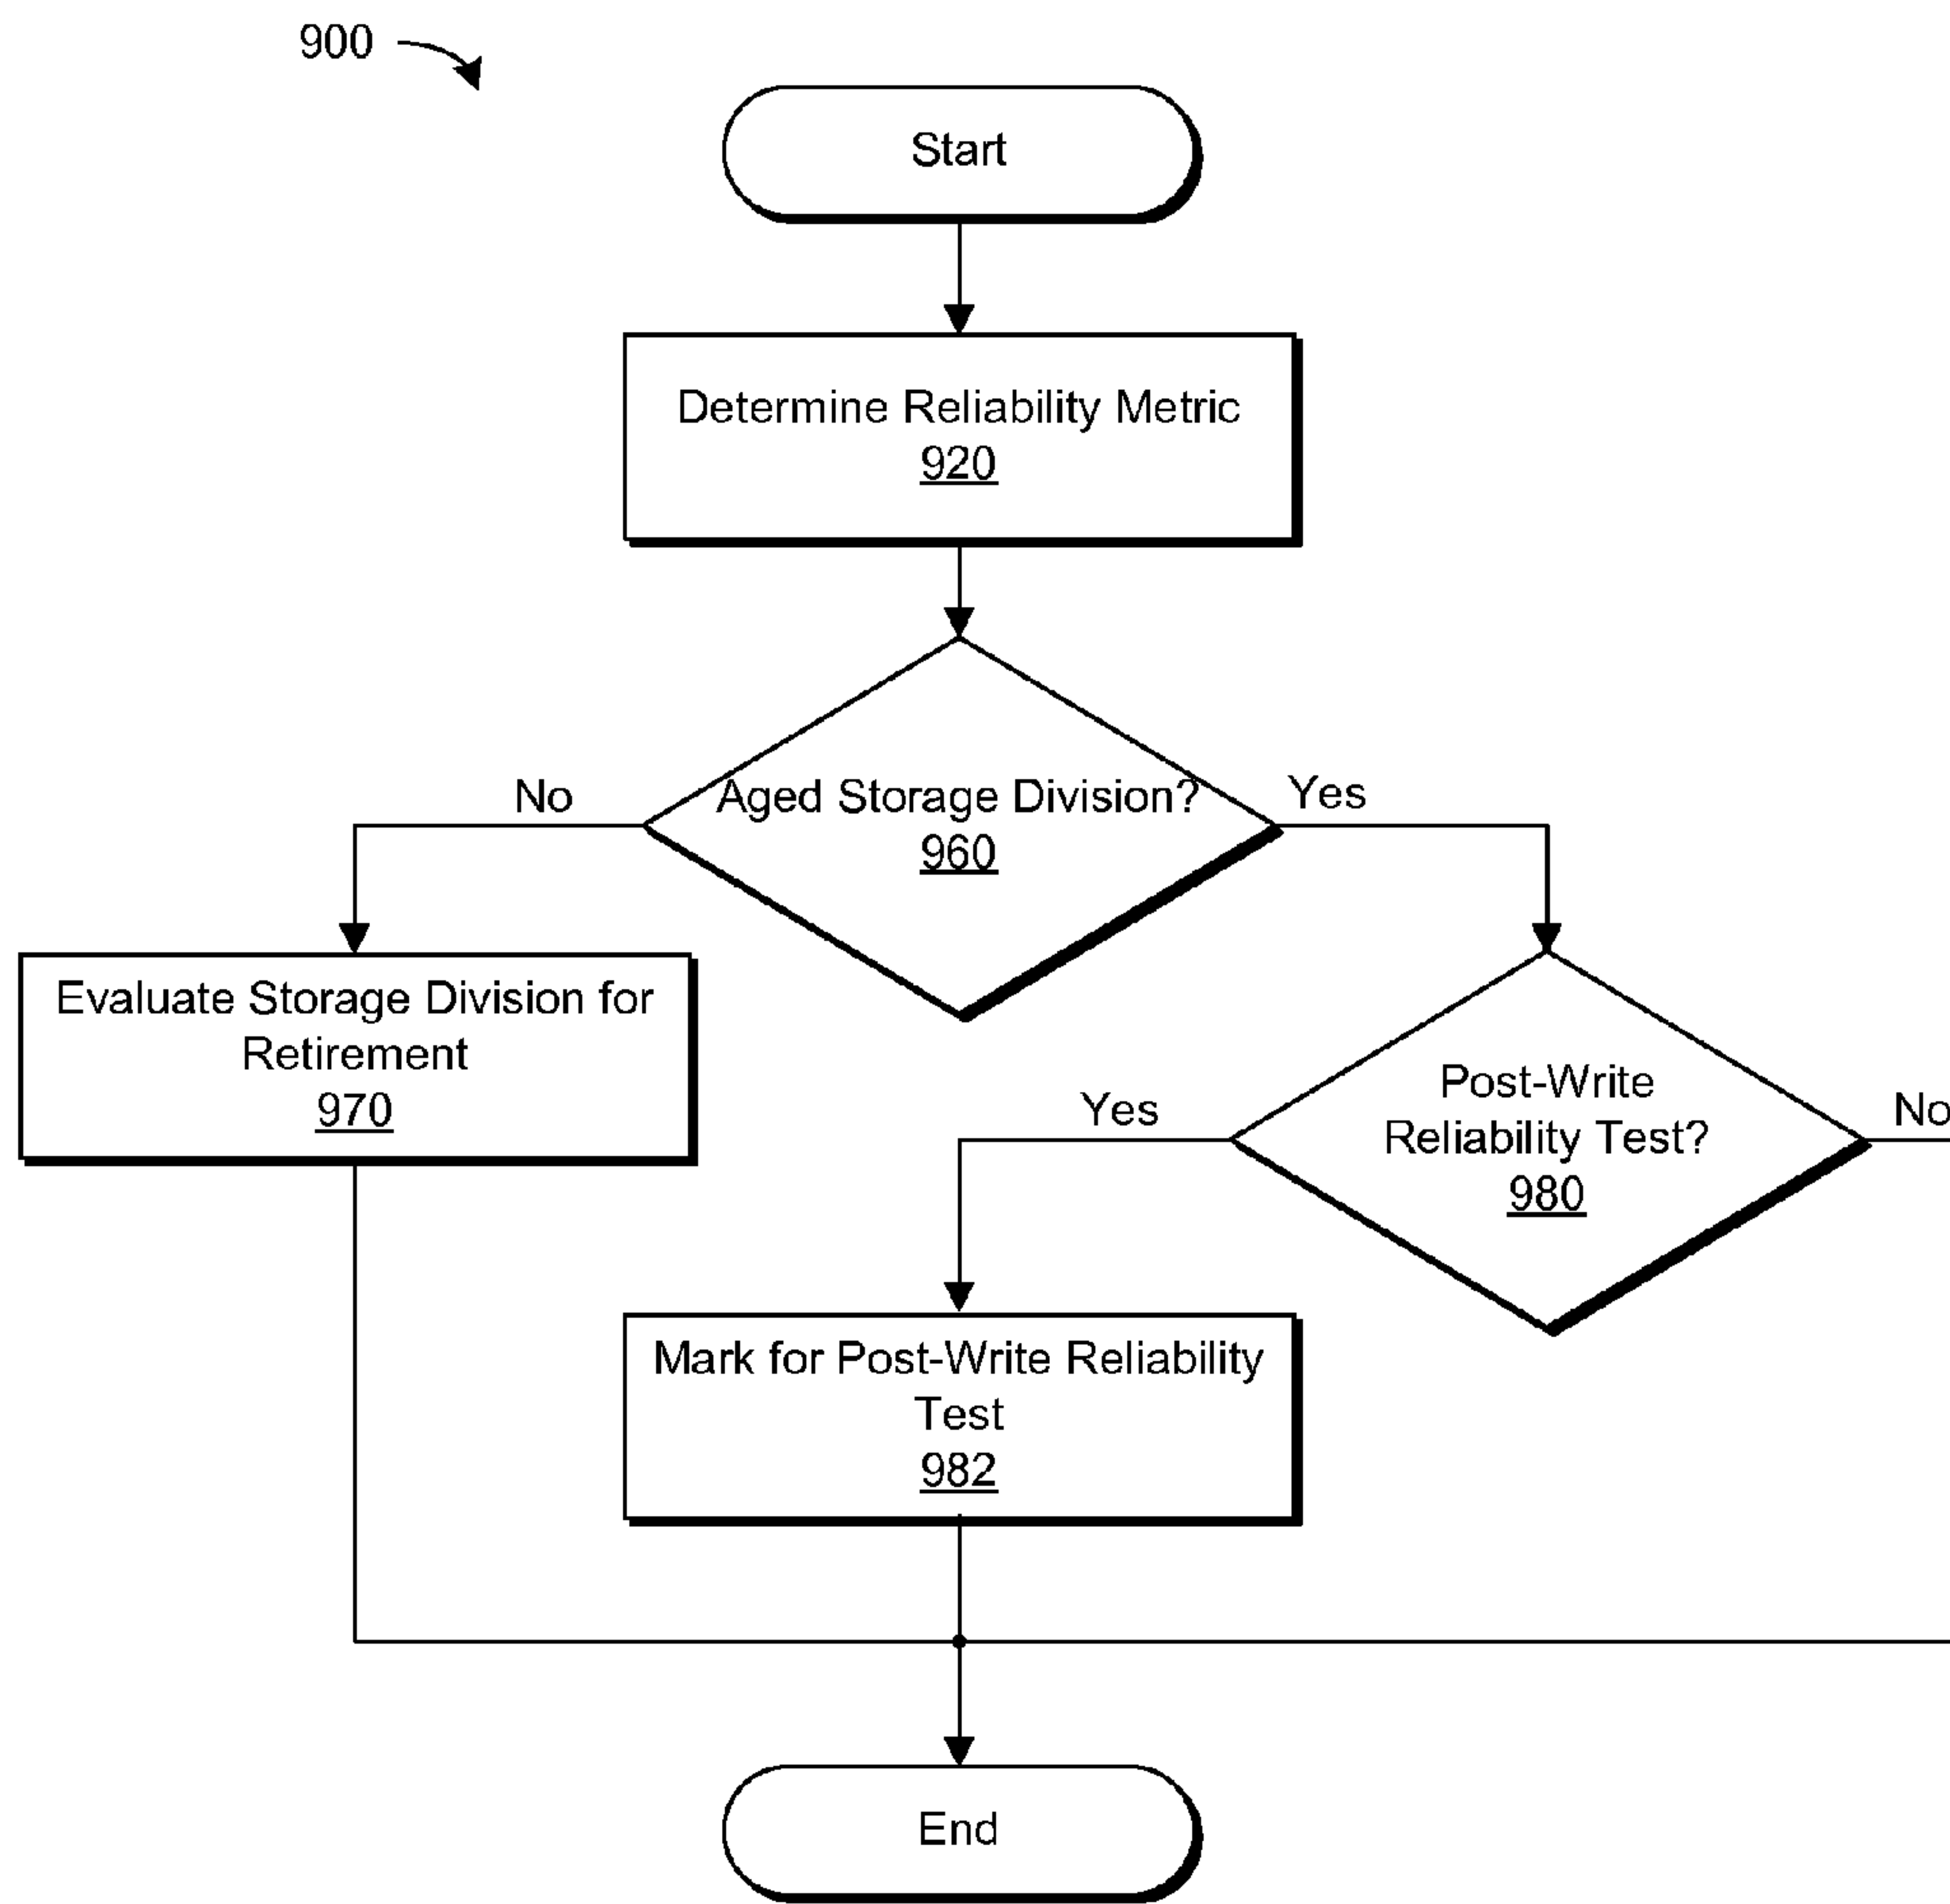 900
Start
Determine Reliability Metric
920
No
Aged Storage Division?
960
Yes
Evaluate Storage Division for
Retirement
970
Yes
Post-Write
Reliability Test?
980
No
Mark for Post-Write Reliability
Test
982
End